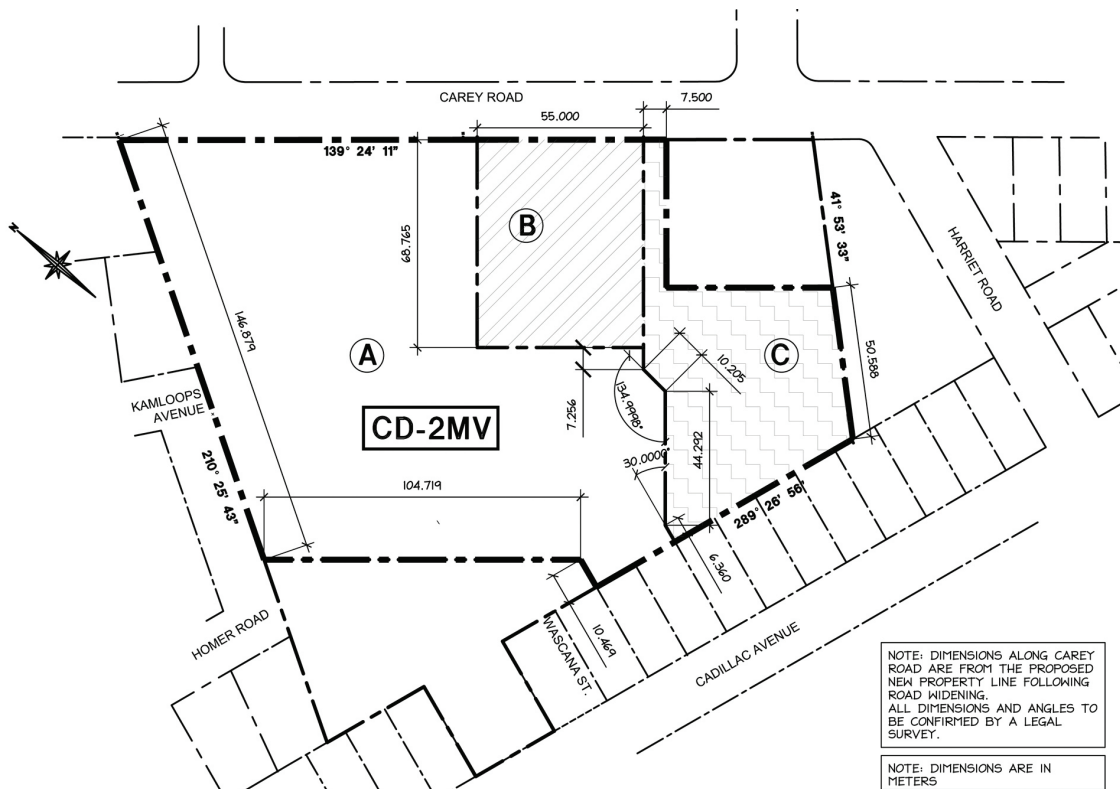 CAREY ROAD
7.500
55.000
139° 24' 11"
N
B
68.765
41° 53' 33"
HARRIET ROAD
146.879
A
C
10.205
50.588
KAMLOOPS
AVENUE
7.256
134.9998°
CD-2MV
30.0000°
44.292
210° 25' 43"
104.719
289° 26' 56"
6.360
HOMER ROAD
10.469
WASCANA ST.
CADILLAC AVENUE
NOTE: DIMENSIONS ALONG CAREY
ROAD ARE FROM THE PROPOSED
NEW PROPERTY LINE FOLLOWING
ROAD WIDENING.
ALL DIMENSIONS AND ANGLES TO
BE CONFIRMED BY A LEGAL
SURVEY.
NOTE: DIMENSIONS ARE IN
METERS